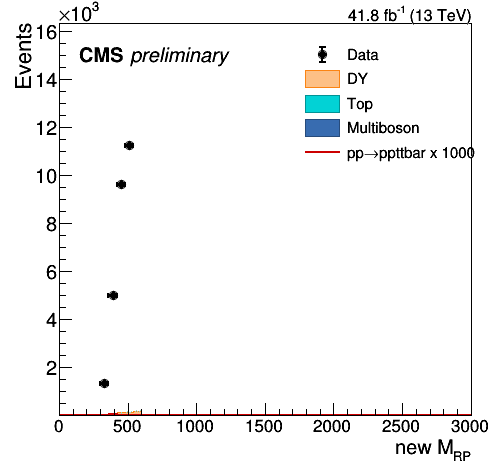 ×10³
41.8 fb⁻¹ (13 TeV)
Events
CMS preliminary
Data
DY
Top
Multiboson
pp→ppttbar x 1000
16
14
12
10
8
6
4
2
0 500 1000 1500 2000 2500 3000
new M_RP